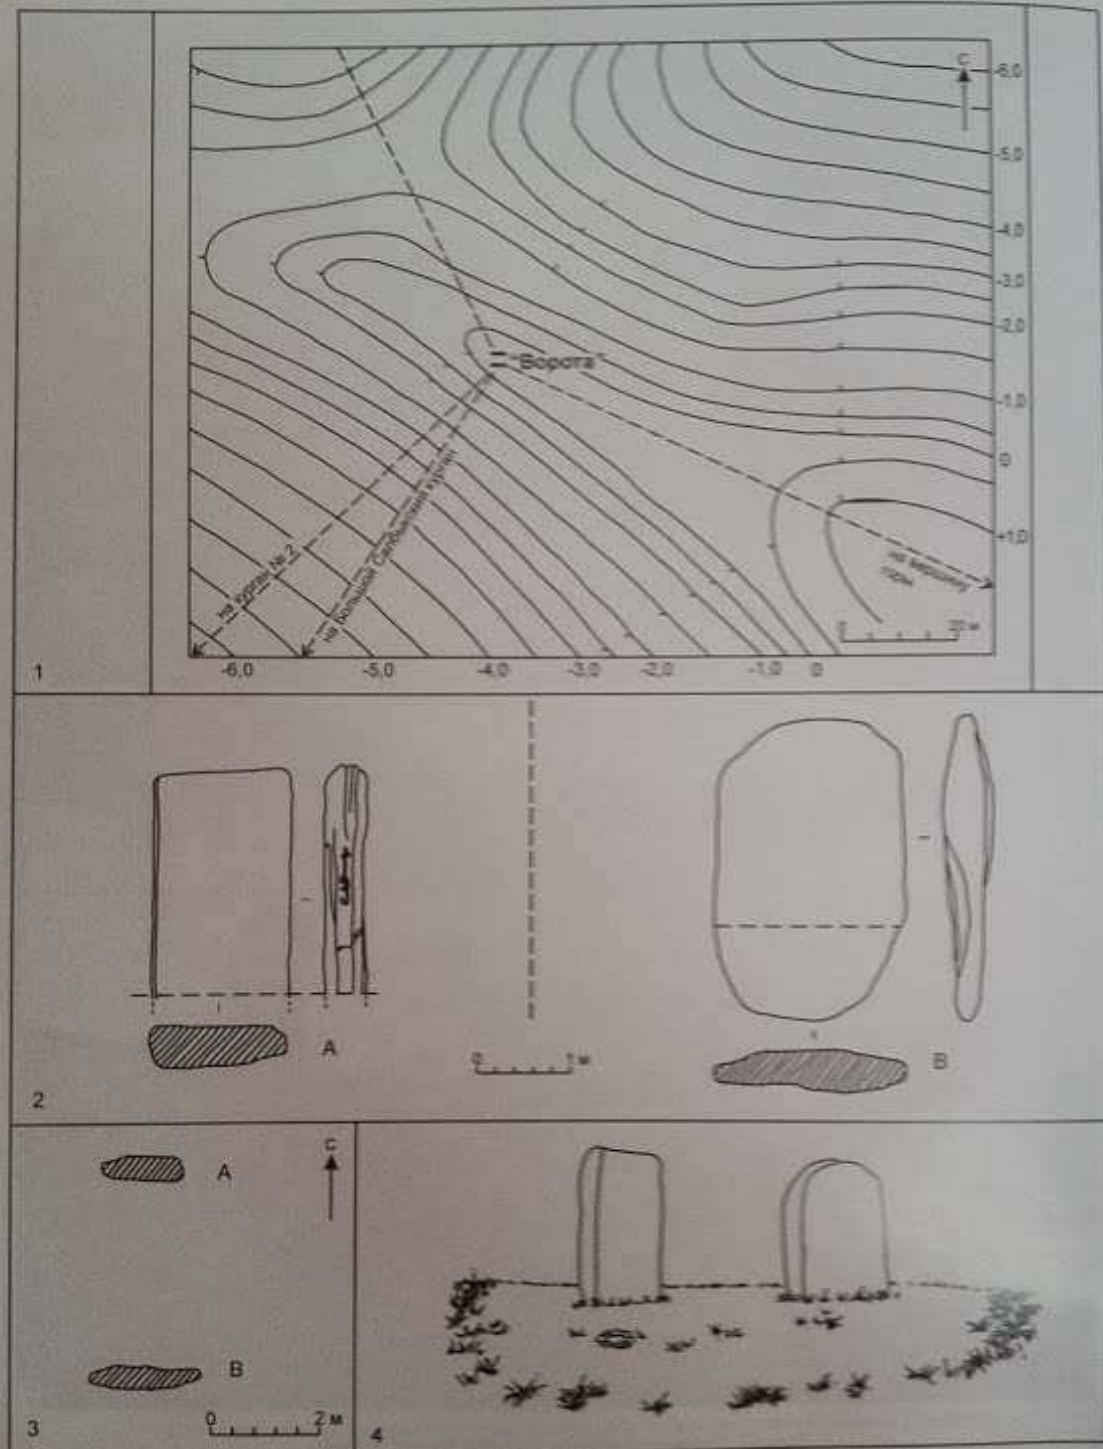 С
-6,0
-5,0
-4,0
-3,0
-2,0
-1,0
0
+1,0
"Ворота"
на курган № 2
на Большой Салбыкский курган
на вершину
горы
0 20 м
-6,0 -5,0 -4,0 -3,0 -2,0 -1,0 0
1
А
0 1 м
В
2
А
С
В
0 2 м
3
4